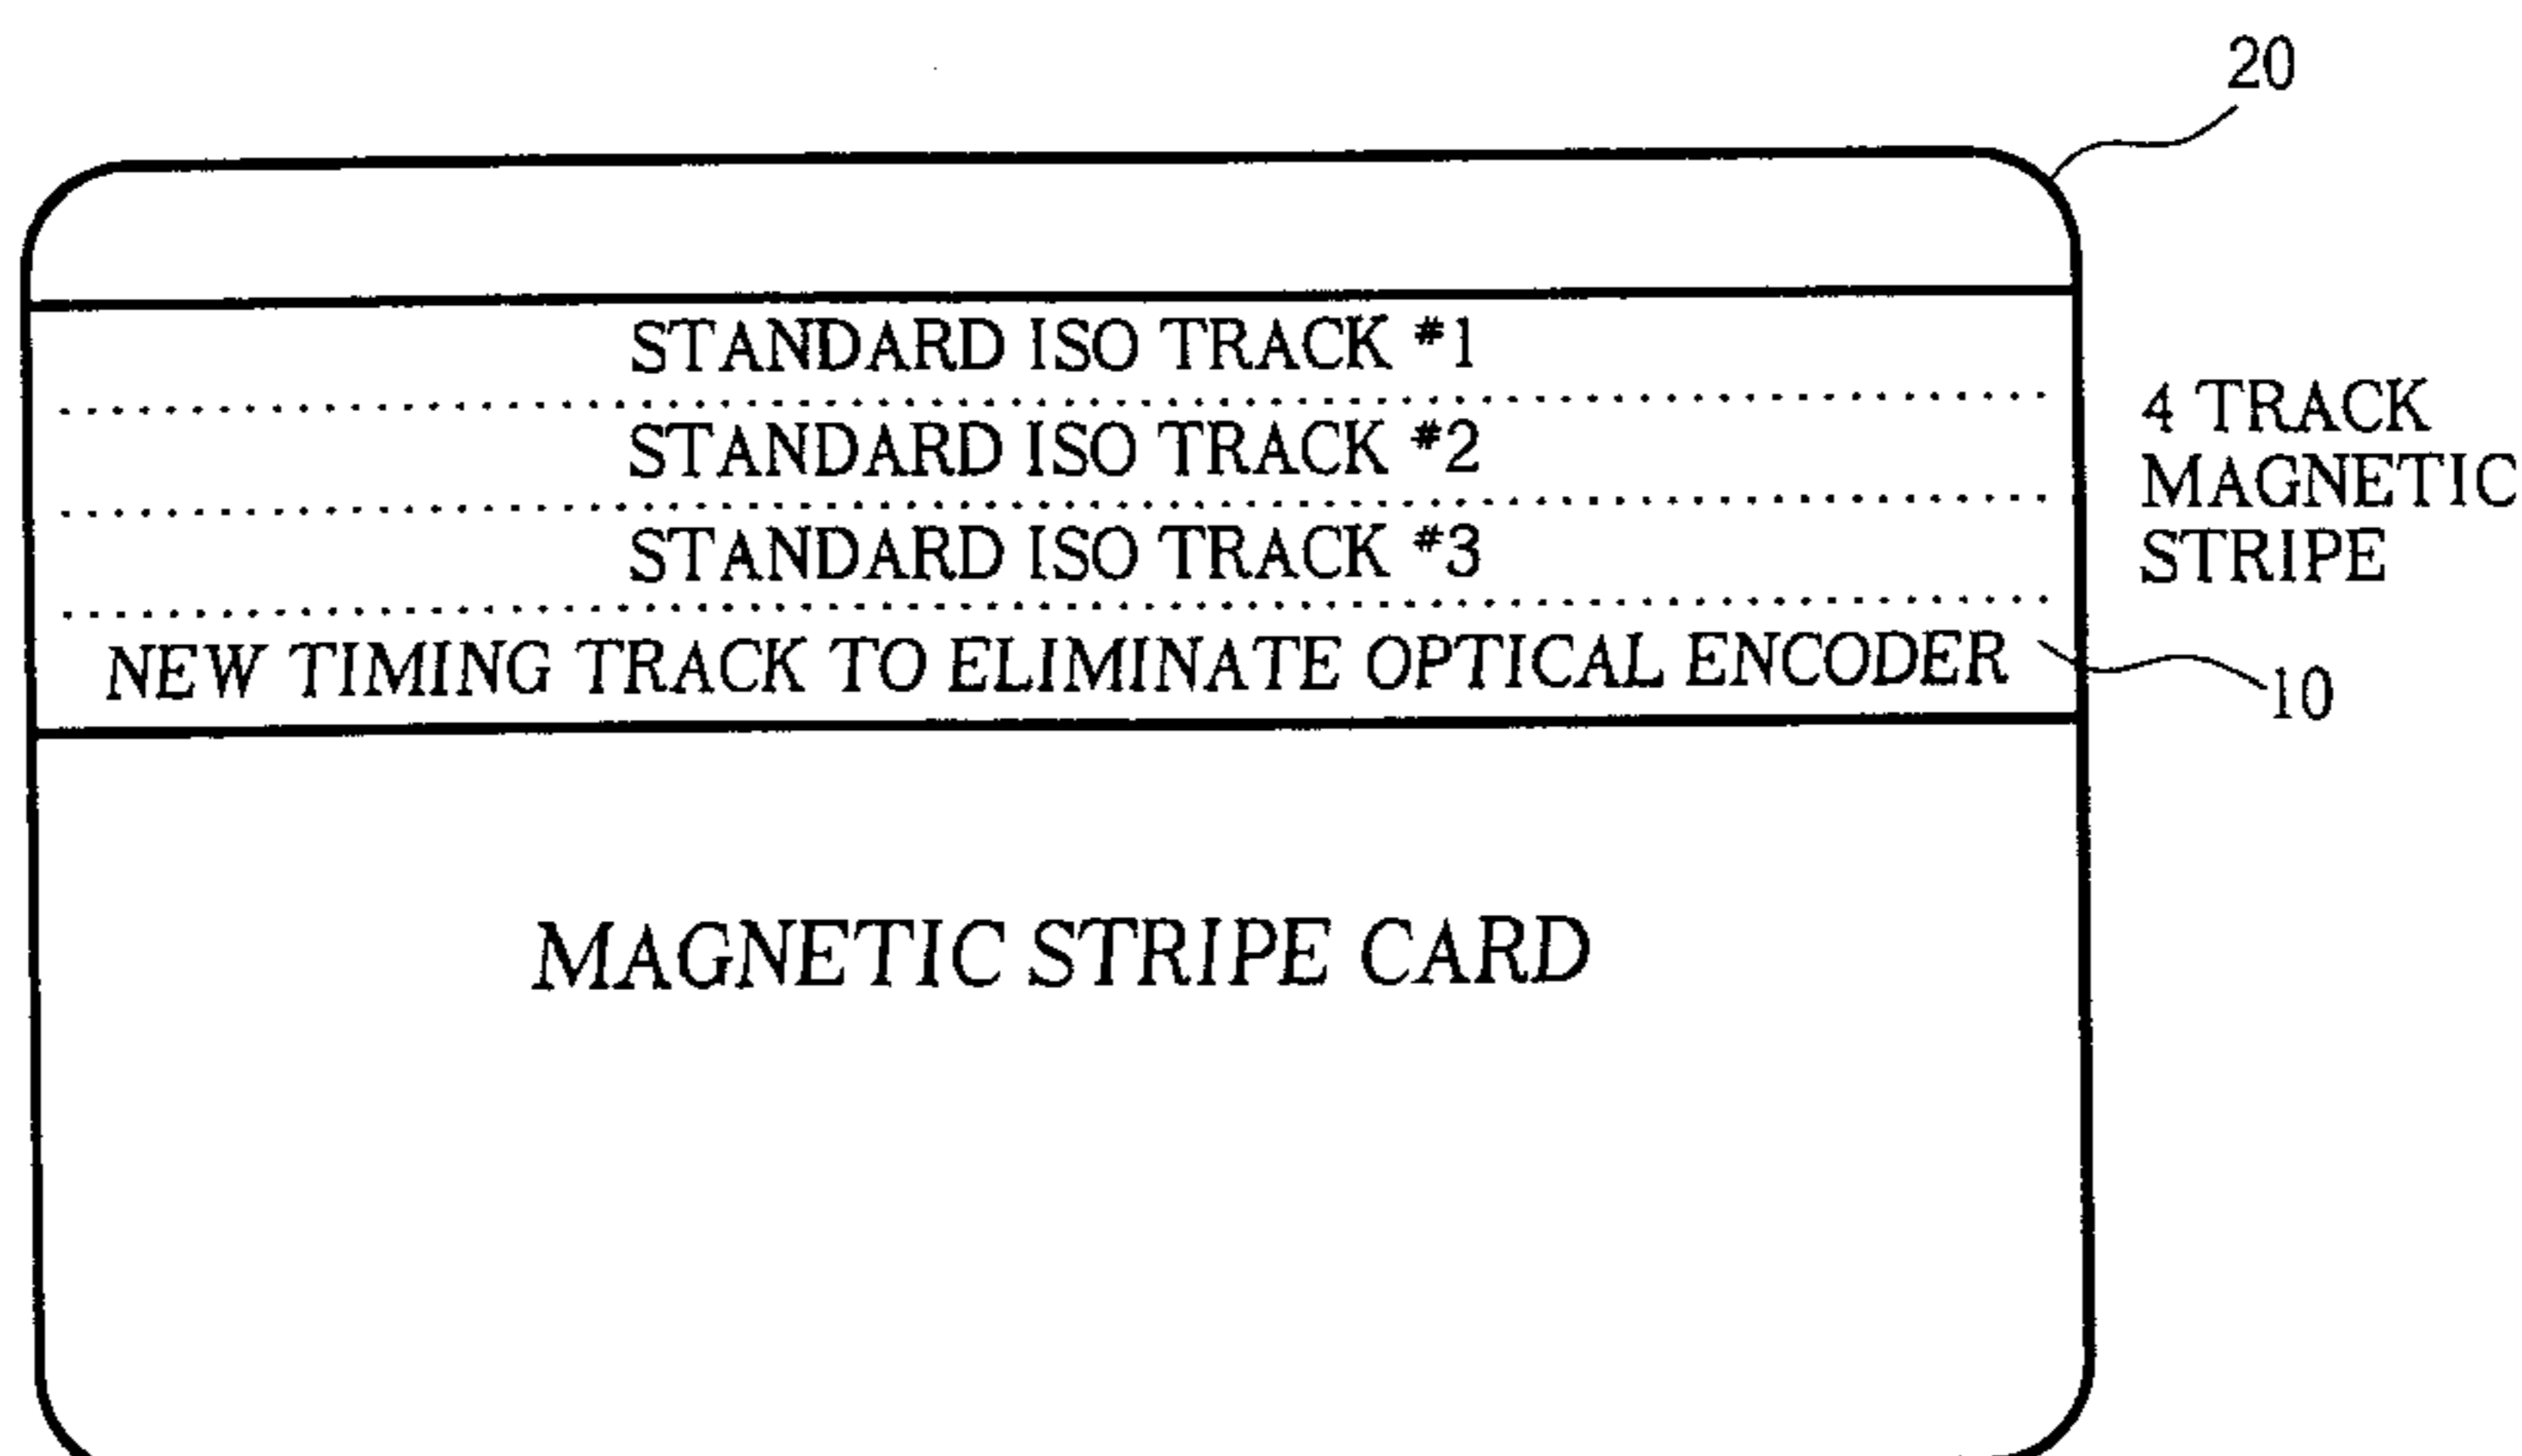 20
STANDARD ISO TRACK #1
STANDARD ISO TRACK #2
STANDARD ISO TRACK #3
NEW TIMING TRACK TO ELIMINATE OPTICAL ENCODER
4 TRACK
MAGNETIC
STRIPE
10
MAGNETIC STRIPE CARD